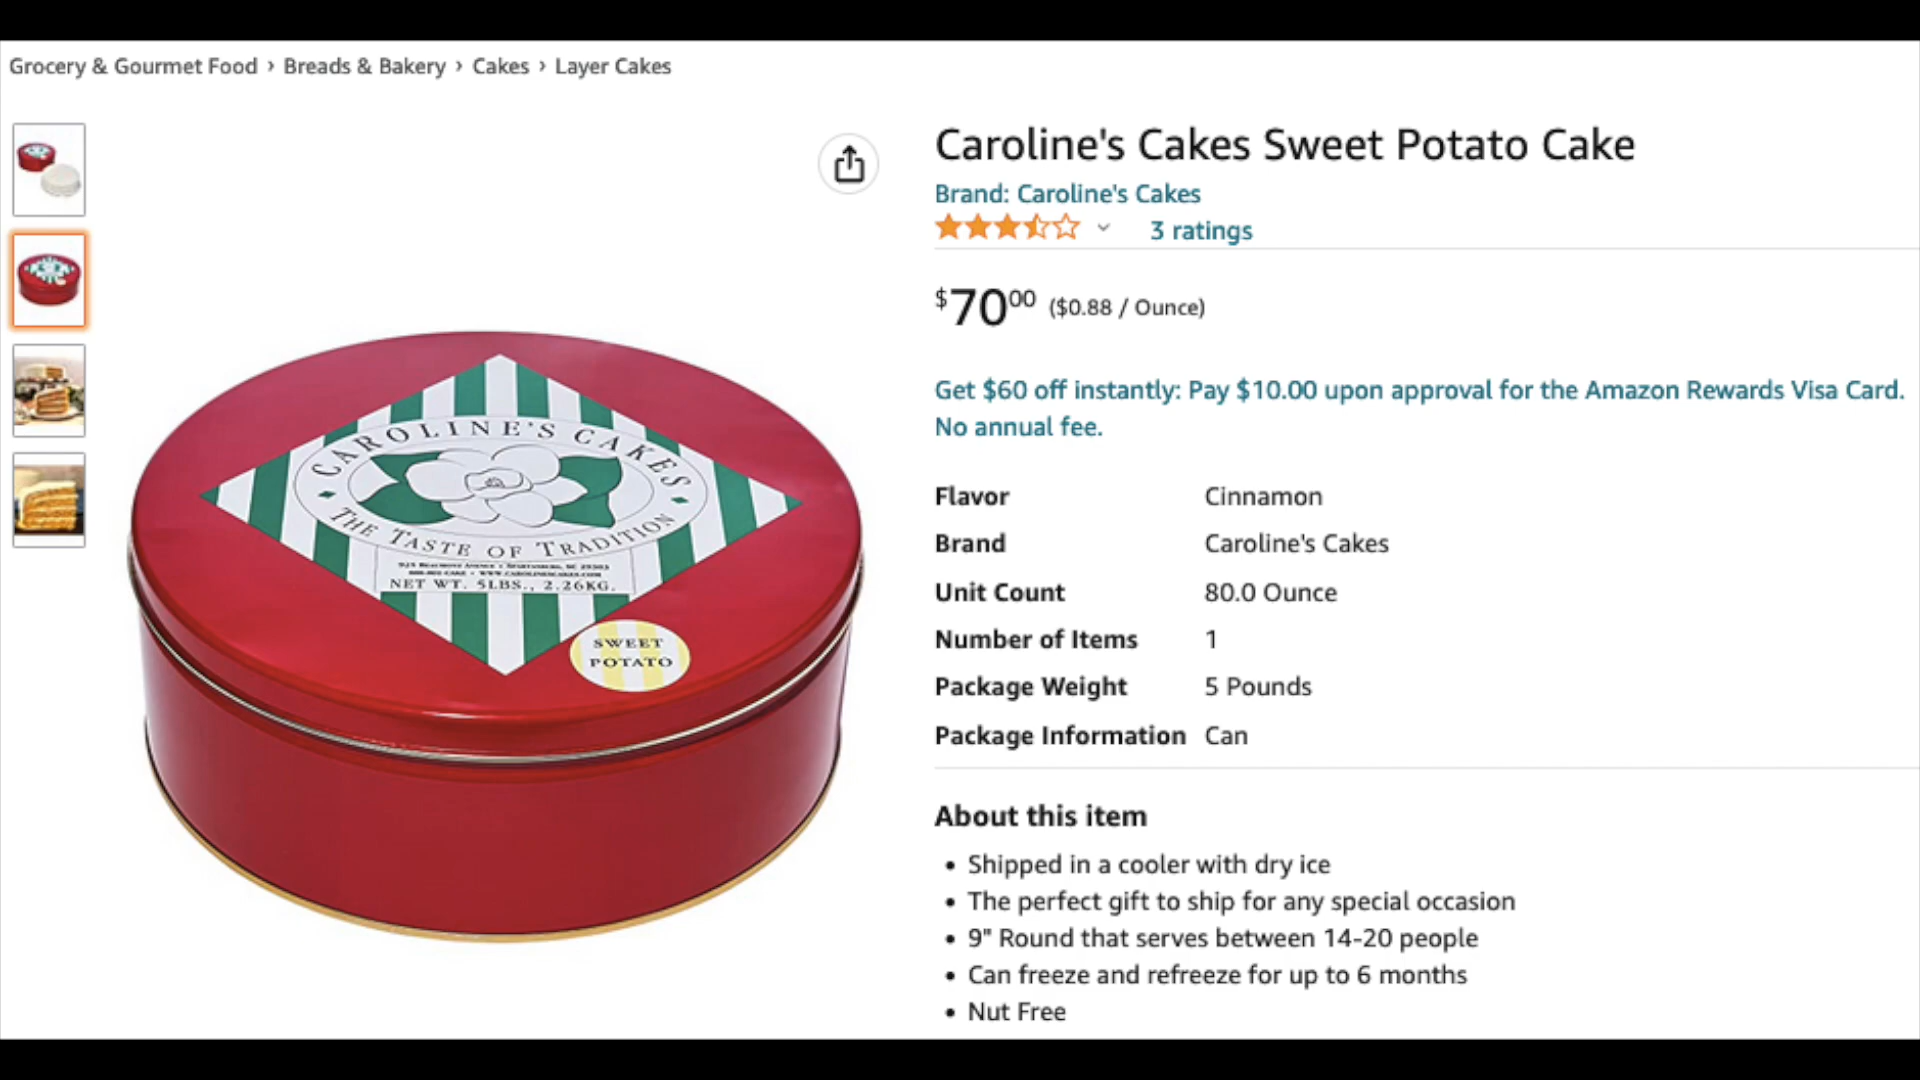 Grocery & Gourmet Food › Breads & Bakery › Cakes › Layer Cakes
CAROLINE'S CAKES
THE TASTE OF TRADITION
NET WT. 5LBS., 2.26KG.
SWEET
POTATO
Caroline's Cakes Sweet Potato Cake
Brand: Caroline's Cakes
3 ratings
$7000 ($0.88 / Ounce)
Get $60 off instantly: Pay $10.00 upon approval for the Amazon Rewards Visa Card.
No annual fee.
Flavor Cinnamon
Brand Caroline's Cakes
Unit Count 80.0 Ounce
Number of Items 1
Package Weight 5 Pounds
Package Information Can
About this item
• Shipped in a cooler with dry ice
• The perfect gift to ship for any special occasion
• 9" Round that serves between 14-20 people
• Can freeze and refreeze for up to 6 months
• Nut Free